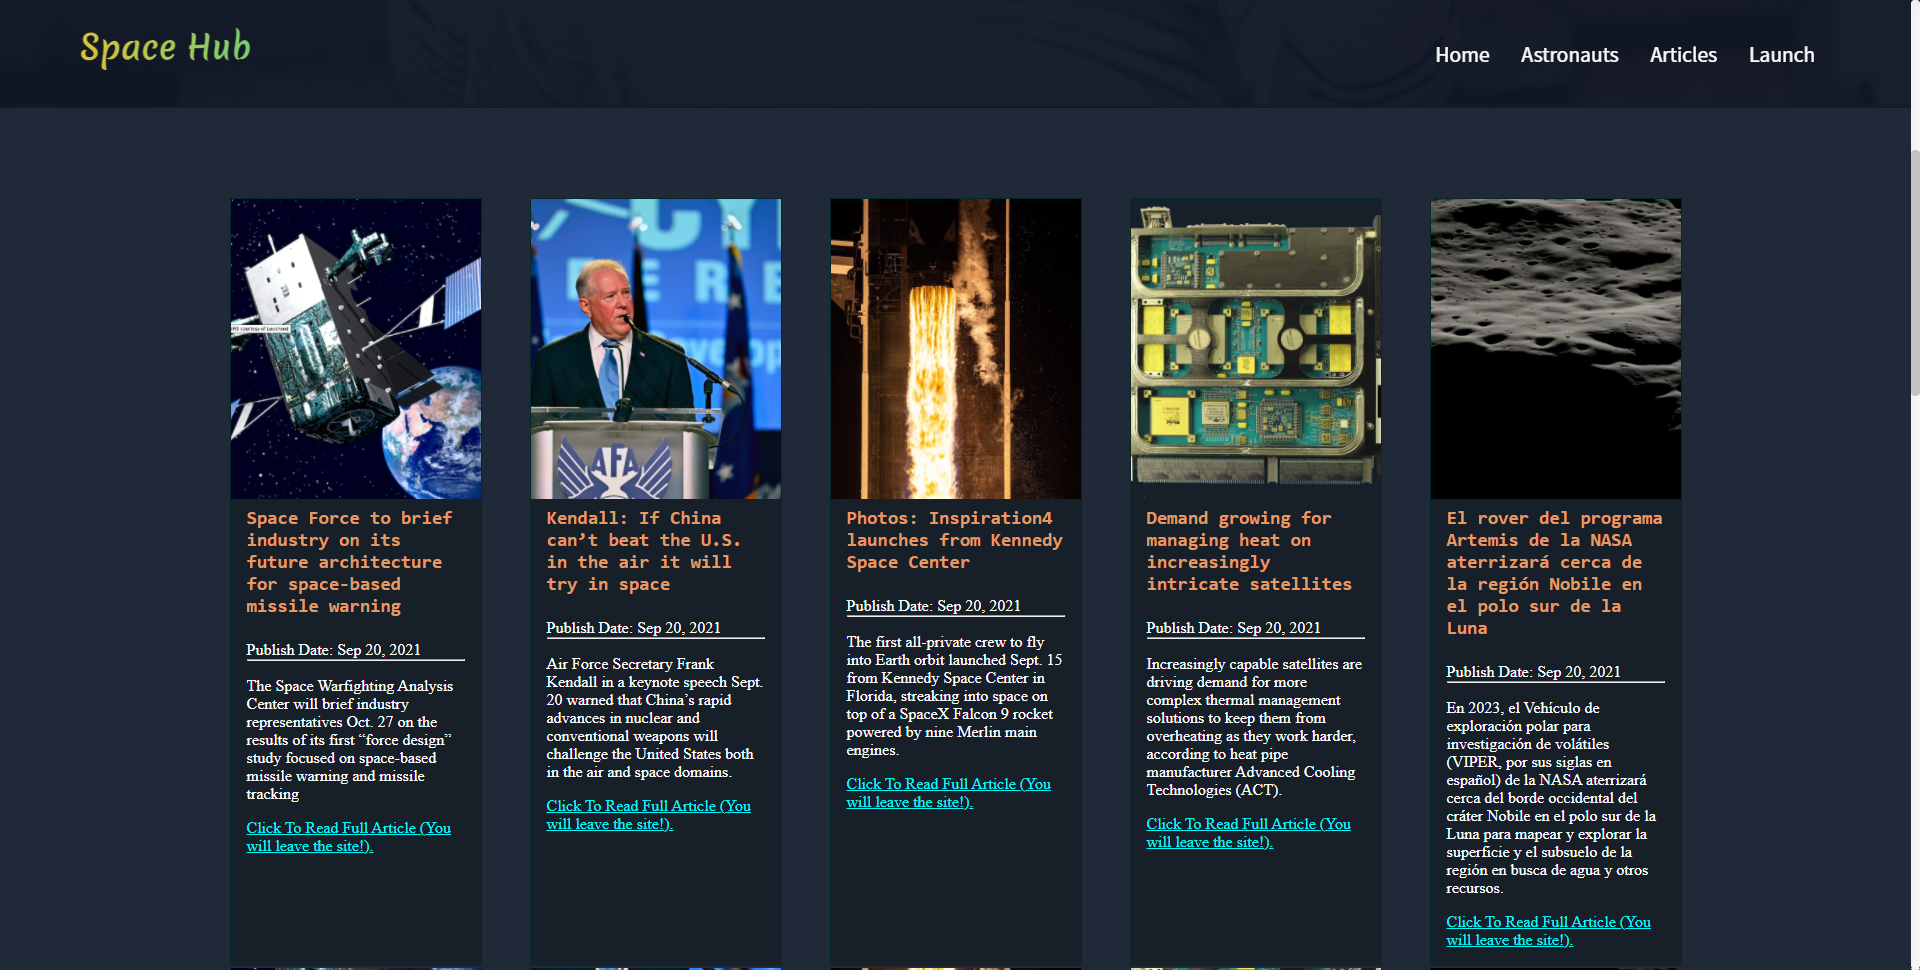 Space Hub
Home Astronauts Articles Launch
CY
BER
velop
AFA
Space Force to brief
industry on its
future architecture
for space-based
missile warning
Publish Date: Sep 20, 2021
The Space Warfighting Analysis
Center will brief industry
representatives Oct. 27 on the
results of its first “force design”
study focused on space-based
missile warning and missile
tracking
Click To Read Full Article (You
will leave the site!).
Kendall: If China
can’t beat the U.S.
in the air it will
try in space
Publish Date: Sep 20, 2021
Air Force Secretary Frank
Kendall in a keynote speech Sept.
20 warned that China’s rapid
advances in nuclear and
conventional weapons will
challenge the United States both
in the air and space domains.
Click To Read Full Article (You
will leave the site!).
Photos: Inspiration4
launches from Kennedy
Space Center
Publish Date: Sep 20, 2021
The first all-private crew to fly
into Earth orbit launched Sept. 15
from Kennedy Space Center in
Florida, streaking into space on
top of a SpaceX Falcon 9 rocket
powered by nine Merlin main
engines.
Click To Read Full Article (You
will leave the site!).
Demand growing for
managing heat on
increasingly
intricate satellites
Publish Date: Sep 20, 2021
Increasingly capable satellites are
driving demand for more
complex thermal management
solutions to keep them from
overheating as they work harder,
according to heat pipe
manufacturer Advanced Cooling
Technologies (ACT).
Click To Read Full Article (You
will leave the site!).
El rover del programa
Artemis de la NASA
aterrizará cerca de
la región Nobile en
el polo sur de la
Luna
Publish Date: Sep 20, 2021
En 2023, el Vehículo de
exploración polar para
investigación de volátiles
(VIPER, por sus siglas en
español) de la NASA aterrizará
cerca del borde occidental del
cráter Nobile en el polo sur de la
Luna para mapear y explorar la
superficie y el subsuelo de la
región en busca de agua y otros
recursos.
Click To Read Full Article (You
will leave the site!).